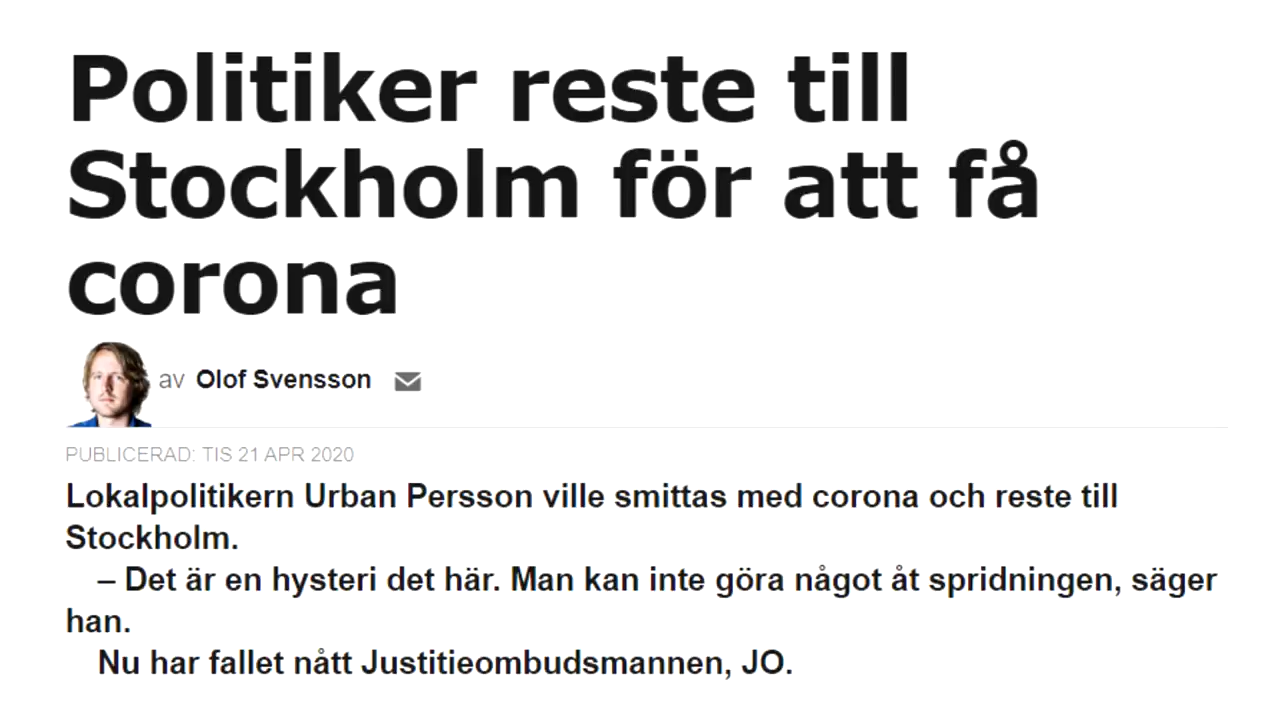 Politiker reste till
Stockholm för att få
corona
av Olof Svensson
PUBLICERAD: TIS 21 APR 2020
Lokalpolitikern Urban Persson ville smittas med corona och reste till
Stockholm.
– Det är en hysteri det här. Man kan inte göra något åt spridningen, säger
han.
Nu har fallet nått Justitieombudsmannen, JO.